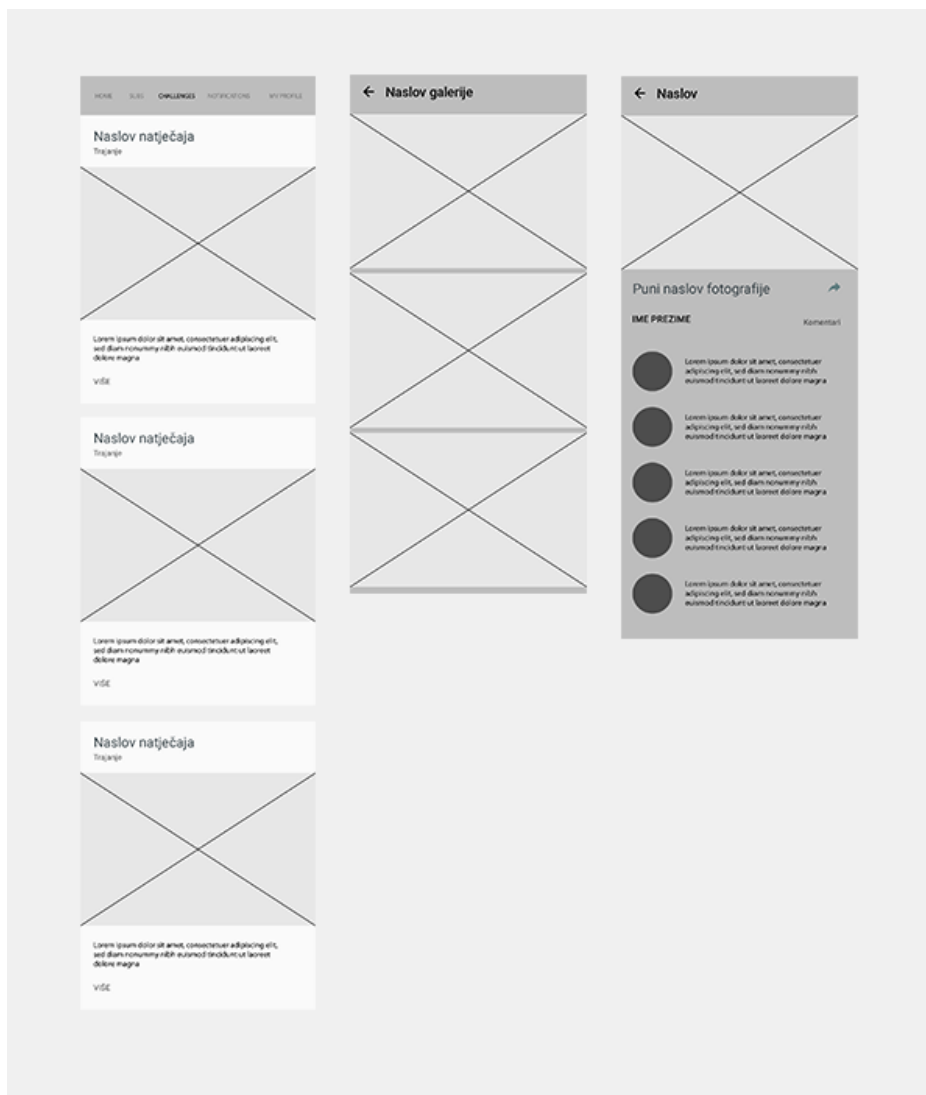 HOME SUBS CHALLENGES NOTIFICATIONS MY PROFILE
Naslov natječaja
Trajanje
Lorem ipsum dolor sit amet, consectetuer adipiscing elit,
sed diam nonummy nibh euismod tincidunt ut laoreet
dolore magna
VIŠE
Naslov natječaja
Trajanje
Lorem ipsum dolor sit amet, consectetuer adipiscing elit,
sed diam nonummy nibh euismod tincidunt ut laoreet
dolore magna
VIŠE
Naslov natječaja
Trajanje
Lorem ipsum dolor sit amet, consectetuer adipiscing elit,
sed diam nonummy nibh euismod tincidunt ut laoreet
dolore magna
VIŠE
Naslov galerije
Naslov
Puni naslov fotografije
IME PREZIME
Komentari
Lorem ipsum dolor sit amet, consectetuer
adipiscing elit, sed diam nonummy nibh
euismod tincidunt ut laoreet dolore magna
Lorem ipsum dolor sit amet, consectetuer
adipiscing elit, sed diam nonummy nibh
euismod tincidunt ut laoreet dolore magna
Lorem ipsum dolor sit amet, consectetuer
adipiscing elit, sed diam nonummy nibh
euismod tincidunt ut laoreet dolore magna
Lorem ipsum dolor sit amet, consectetuer
adipiscing elit, sed diam nonummy nibh
euismod tincidunt ut laoreet dolore magna
Lorem ipsum dolor sit amet, consectetuer
adipiscing elit, sed diam nonummy nibh
euismod tincidunt ut laoreet dolore magna